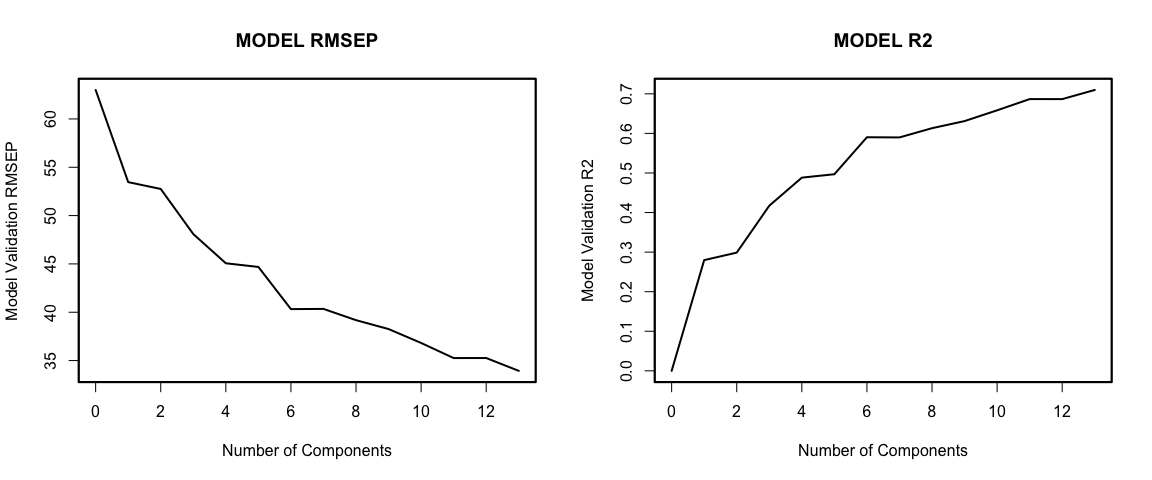 MODEL RMSEP
Model Validation RMSEP
60
55
50
45
40
35
0 2 4 6 8 10 12
Number of Components
MODEL R2
Model Validation R2
0.7
0.6
0.5
0.4
0.3
0.2
0.1
0.0
0 2 4 6 8 10 12
Number of Components